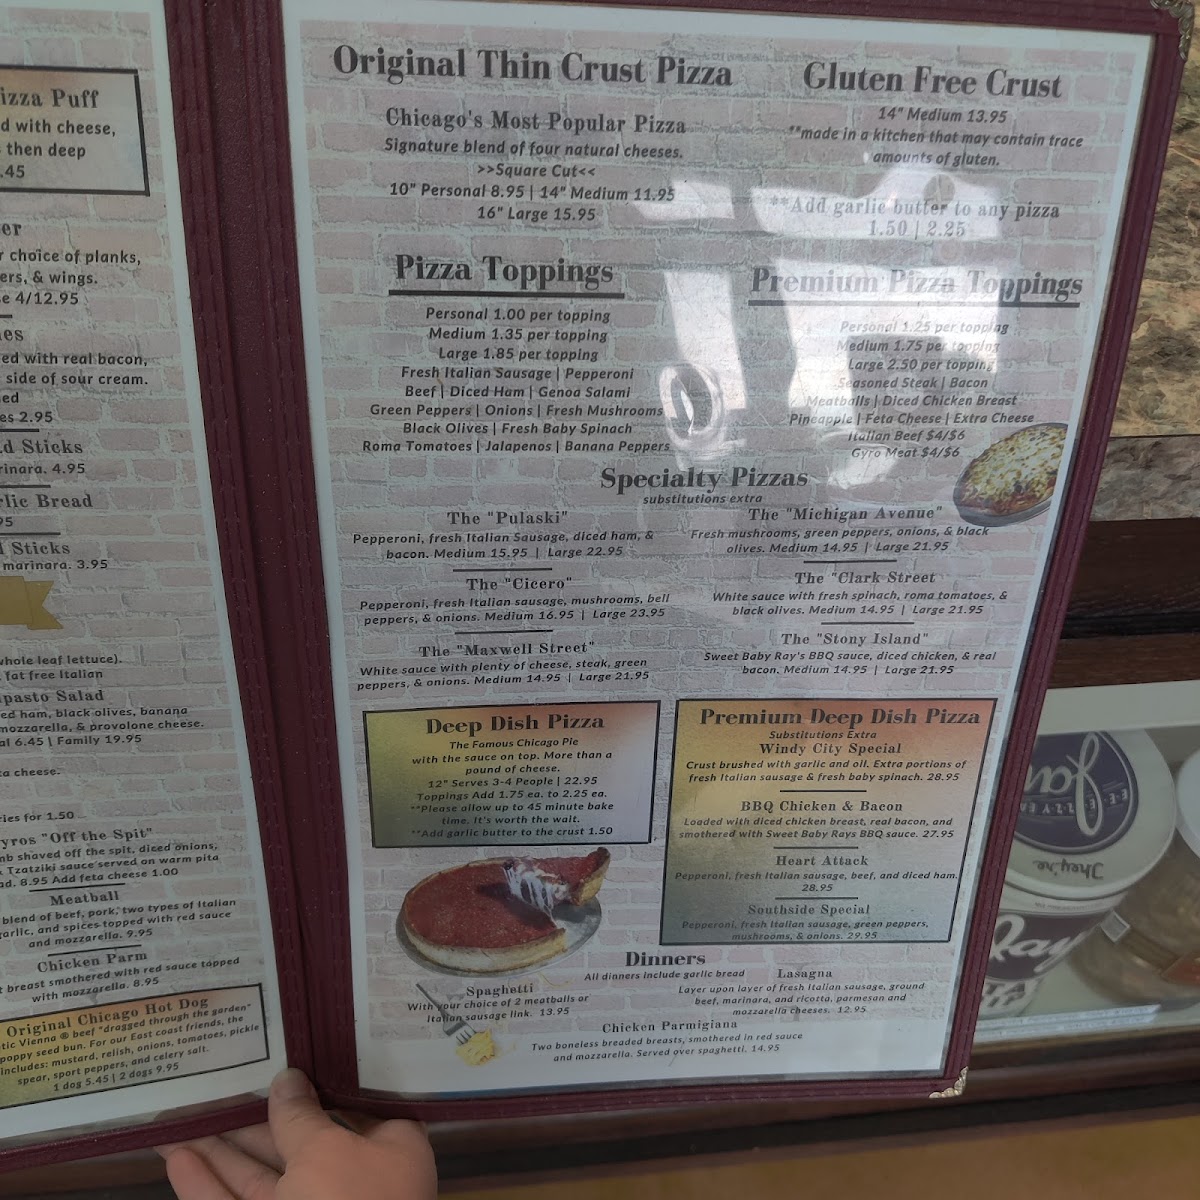 izza Puff
d with cheese,
then deep
.45
er
r choice of planks,
ers, & wings.
e 4/12.95
es
ed with real bacon,
side of sour cream.
ed
es 2.95
d Sticks
rinara. 4.95
lic Bread
95
Sticks
marinara. 3.95
whole leaf lettuce).
fat free Italian
ipasto Salad
ed ham, black olives, banana
mozzarella, & provolone cheese.
al 6.45 | Family 19.95
ta cheese.
ries for 1.50
yros "Off the Spit"
mb shaved off the spit, diced onions,
Tzatziki sauce served on warm pita
ad. 8.95 Add feta cheese 1.00
Meatball
blend of beef, pork, two types of Italian
garlic, and spices topped with red sauce
and mozzarella. 9.95
Chicken Parm
t breast smothered with red sauce topped
with mozzarella. 8.95
Original Chicago Hot Dog
tic Vienna ® beef "dragged through the garden"
poppy seed bun. For our East coast friends, the
includes: mustard, relish, onions, tomatoes, pickle
spear, sport peppers, and celery salt.
1 dog 5.45 | 2 dogs 9.95
Original Thin Crust Pizza
Chicago's Most Popular Pizza
Signature blend of four natural cheeses.
>>Square Cut<<
10" Personal 8.95 | 14" Medium 11.95
16" Large 15.95
Gluten Free Crust
14" Medium 13.95
**made in a kitchen that may contain trace
amounts of gluten.
**Add garlic butter to any pizza
1.50 | 2.25
Pizza Toppings
Personal 1.00 per topping
Medium 1.35 per topping
Large 1.85 per topping
Fresh Italian Sausage | Pepperoni
Beef | Diced Ham | Genoa Salami
Green Peppers | Onions | Fresh Mushrooms
Black Olives | Fresh Baby Spinach
Roma Tomatoes | Jalapenos | Banana Peppers
Premium Pizza Toppings
Personal 1.25 per topping
Medium 1.75 per topping
Large 2.50 per topping
Seasoned Steak | Bacon
Meatballs | Diced Chicken Breast
Pineapple | Feta Cheese | Extra Cheese
Italian Beef $4/$6
Gyro Meat $4/$6
Specialty Pizzas
substitutions extra
The "Pulaski"
Pepperoni, fresh Italian Sausage, diced ham, &
bacon. Medium 15.95 | Large 22.95
The "Cicero"
Pepperoni, fresh Italian sausage, mushrooms, bell
peppers, & onions. Medium 16.95 | Large 23.95
The "Maxwell Street"
White sauce with plenty of cheese, steak, green
peppers, & onions. Medium 14.95 | Large 21.95
The "Michigan Avenue"
Fresh mushrooms, green peppers, onions, & black
olives. Medium 14.95 | Large 21.95
The "Clark Street
White sauce with fresh spinach, roma tomatoes, &
black olives. Medium 14.95 | Large 21.95
The "Stony Island"
Sweet Baby Ray's BBQ sauce, diced chicken, & real
bacon. Medium 14.95 | Large 21.95
Deep Dish Pizza
The Famous Chicago Pie
with the sauce on top. More than a
pound of cheese.
12" Serves 3-4 People | 22.95
Toppings Add 1.75 ea. to 2.25 ea.
**Please allow up to 45 minute bake
time. It's worth the wait.
**Add garlic butter to the crust 1.50
Premium Deep Dish Pizza
Substitutions Extra
Windy City Special
Crust brushed with garlic and oil. Extra portions of
fresh Italian sausage & fresh baby spinach. 28.95
BBQ Chicken & Bacon
Loaded with diced chicken breast, real bacon, and
smothered with Sweet Baby Rays BBQ sauce. 27.95
Heart Attack
Pepperoni, fresh Italian sausage, beef, and diced ham.
28.95
Southside Special
Pepperoni, fresh Italian sausage, green peppers,
mushrooms, & onions. 29.95
Dinners
All dinners include garlic bread
Spaghetti
With your choice of 2 meatballs or
Italian sausage link. 13.95
Lasagna
Layer upon layer of fresh Italian sausage, ground
beef, marinara, and ricotta, parmesan and
mozzarella cheeses. 12.95
Chicken Parmigiana
Two boneless breaded breasts, smothered in red sauce
and mozzarella. Served over spaghetti. 14.95
They're